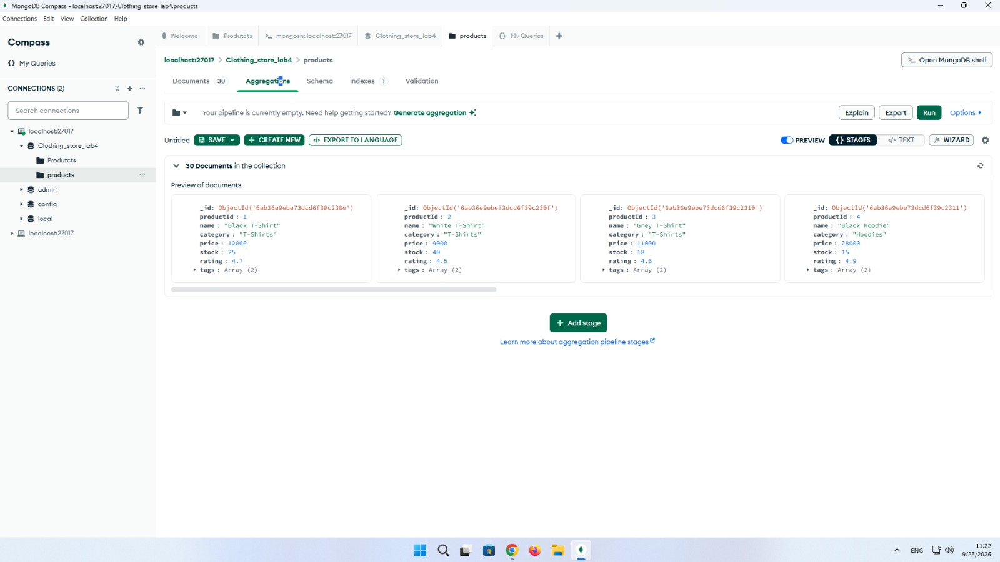 MongoDB Compass - localhost:27017/Clothing_store_lab4.products
Connections Edit View Collection Help
Compass
{} My Queries
CONNECTIONS (2)
Search connections
localhost:27017
Clothing_store_lab4
Produtcts
products
admin
config
local
localhost:27017
Welcome
Produtcts
>_ mongosh: localhost:27017
Clothing_store_lab4
products
{} My Queries
localhost:27017 > Clothing_store_lab4 > products
>_ Open MongoDB shell
Documents 30 Aggregations Schema Indexes 1 Validation
Your pipeline is currently empty. Need help getting started? Generate aggregation
Explain Export Run Options
Untitled SAVE + CREATE NEW </> EXPORT TO LANGUAGE
PREVIEW {} STAGES </> TEXT WIZARD
30 Documents in the collection
Preview of documents
_id: ObjectId('6ab36e9ebe73dcd6f39c230e')
productId : 1
name : "Black T-Shirt"
category : "T-Shirts"
price : 12000
stock : 25
rating : 4.7
tags : Array (2)
_id: ObjectId('6ab36e9ebe73dcd6f39c230f')
productId : 2
name : "White T-Shirt"
category : "T-Shirts"
price : 9000
stock : 40
rating : 4.5
tags : Array (2)
_id: ObjectId('6ab36e9ebe73dcd6f39c2310')
productId : 3
name : "Grey T-Shirt"
category : "T-Shirts"
price : 11000
stock : 18
rating : 4.6
tags : Array (2)
_id: ObjectId('6ab36e9ebe73dcd6f39c2311')
productId : 4
name : "Black Hoodie"
category : "Hoodies"
price : 28000
stock : 15
rating : 4.9
tags : Array (2)
+ Add stage
Learn more about aggregation pipeline stages
ENG
11:22
9/23/2026